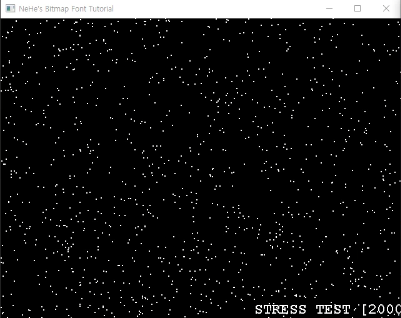 NeHe's Bitmap Font Tutorial
STRESS TEST [2000